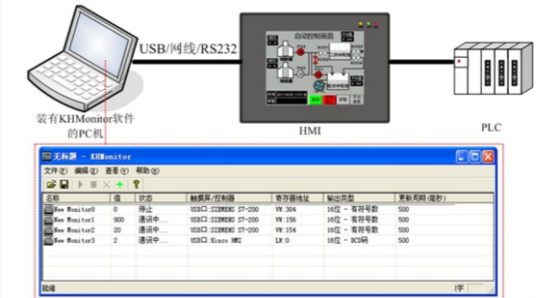 USB/网线/RS232
自动控制画面
装有KHMonitor软件
的PC机
HMI
PLC
无标题 - KHMonitor
文件(F) 编辑(E) 查看(V) 帮助(H)
名称 值 状态 触摸屏/控制器 寄存器地址 输出类型 更新周期(毫秒)
New Monitor0 0 停止 USB口:SIEMENS S7-200 VW:304 16位 - 有符号数 500
New Monitor1 900 通讯中... USB口:SIEMENS S7-200 VW:156 16位 - 有符号数 500
New Monitor2 20 通讯中... USB口:SIEMENS S7-200 VW:154 16位 - 有符号数 500
New Monitor3 2 通讯中... USB口:Kinco HMI LW:0 16位 - BCD码 500
就绪